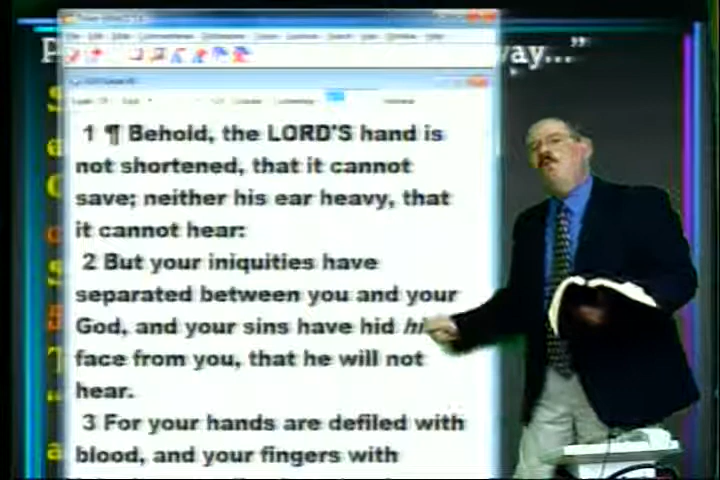 way..."
1 ¶ Behold, the LORD'S hand is
not shortened, that it cannot
save; neither his ear heavy, that
it cannot hear:
2 But your iniquities have
separated between you and your
God, and your sins have hid hi
face from you, that he will not
hear.
3 For your hands are defiled with
blood, and your fingers with